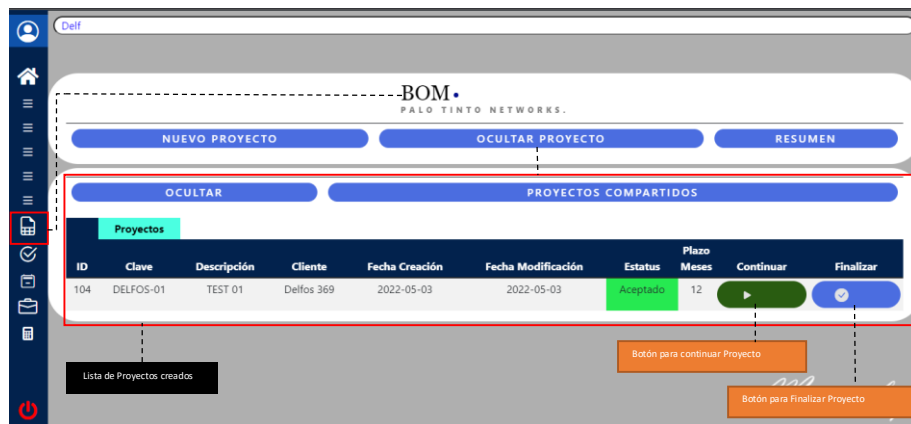 Delf
BOM.
PALO TINTO NETWORKS.
NUEVO PROYECTO OCULTAR PROYECTO RESUMEN
OCULTAR PROYECTOS COMPARTIDOS
Proyectos
ID Clave Descripción Cliente Fecha Creación Fecha Modificación Estatus Plazo Meses Continuar Finalizar
104 DELFOS-01 TEST 01 Delfos 369 2022-05-03 2022-05-03 Aceptado 12
Botón para continuar Proyecto
Lista de Proyectos creados
Botón para Finalizar Proyecto